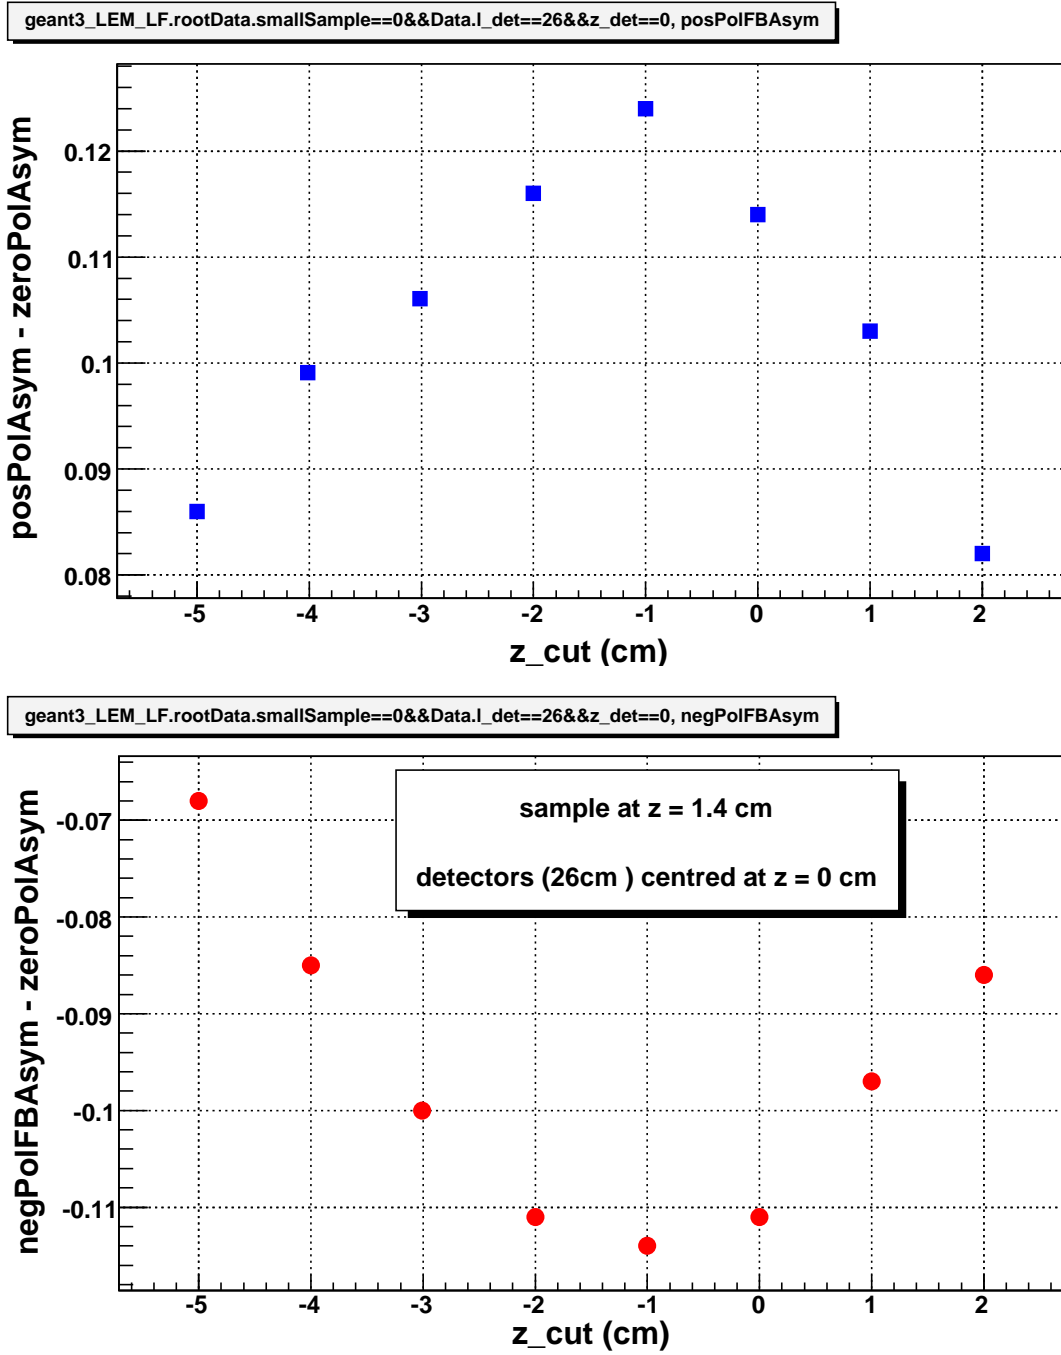 geant3_LEM_LF.rootData.smallSample==0&&Data.l_det==26&&z_det==0, posPolFBAsym
posPolAsym - zeroPolAsym
0.12
0.11
0.1
0.09
0.08
-5 -4 -3 -2 -1 0 1 2
z_cut (cm)
geant3_LEM_LF.rootData.smallSample==0&&Data.l_det==26&&z_det==0, negPolFBAsym
negPolFBAsym - zeroPolAsym
sample at z = 1.4 cm
detectors (26cm ) centred at z = 0 cm
-0.07
-0.08
-0.09
-0.1
-0.11
-5 -4 -3 -2 -1 0 1 2
z_cut (cm)